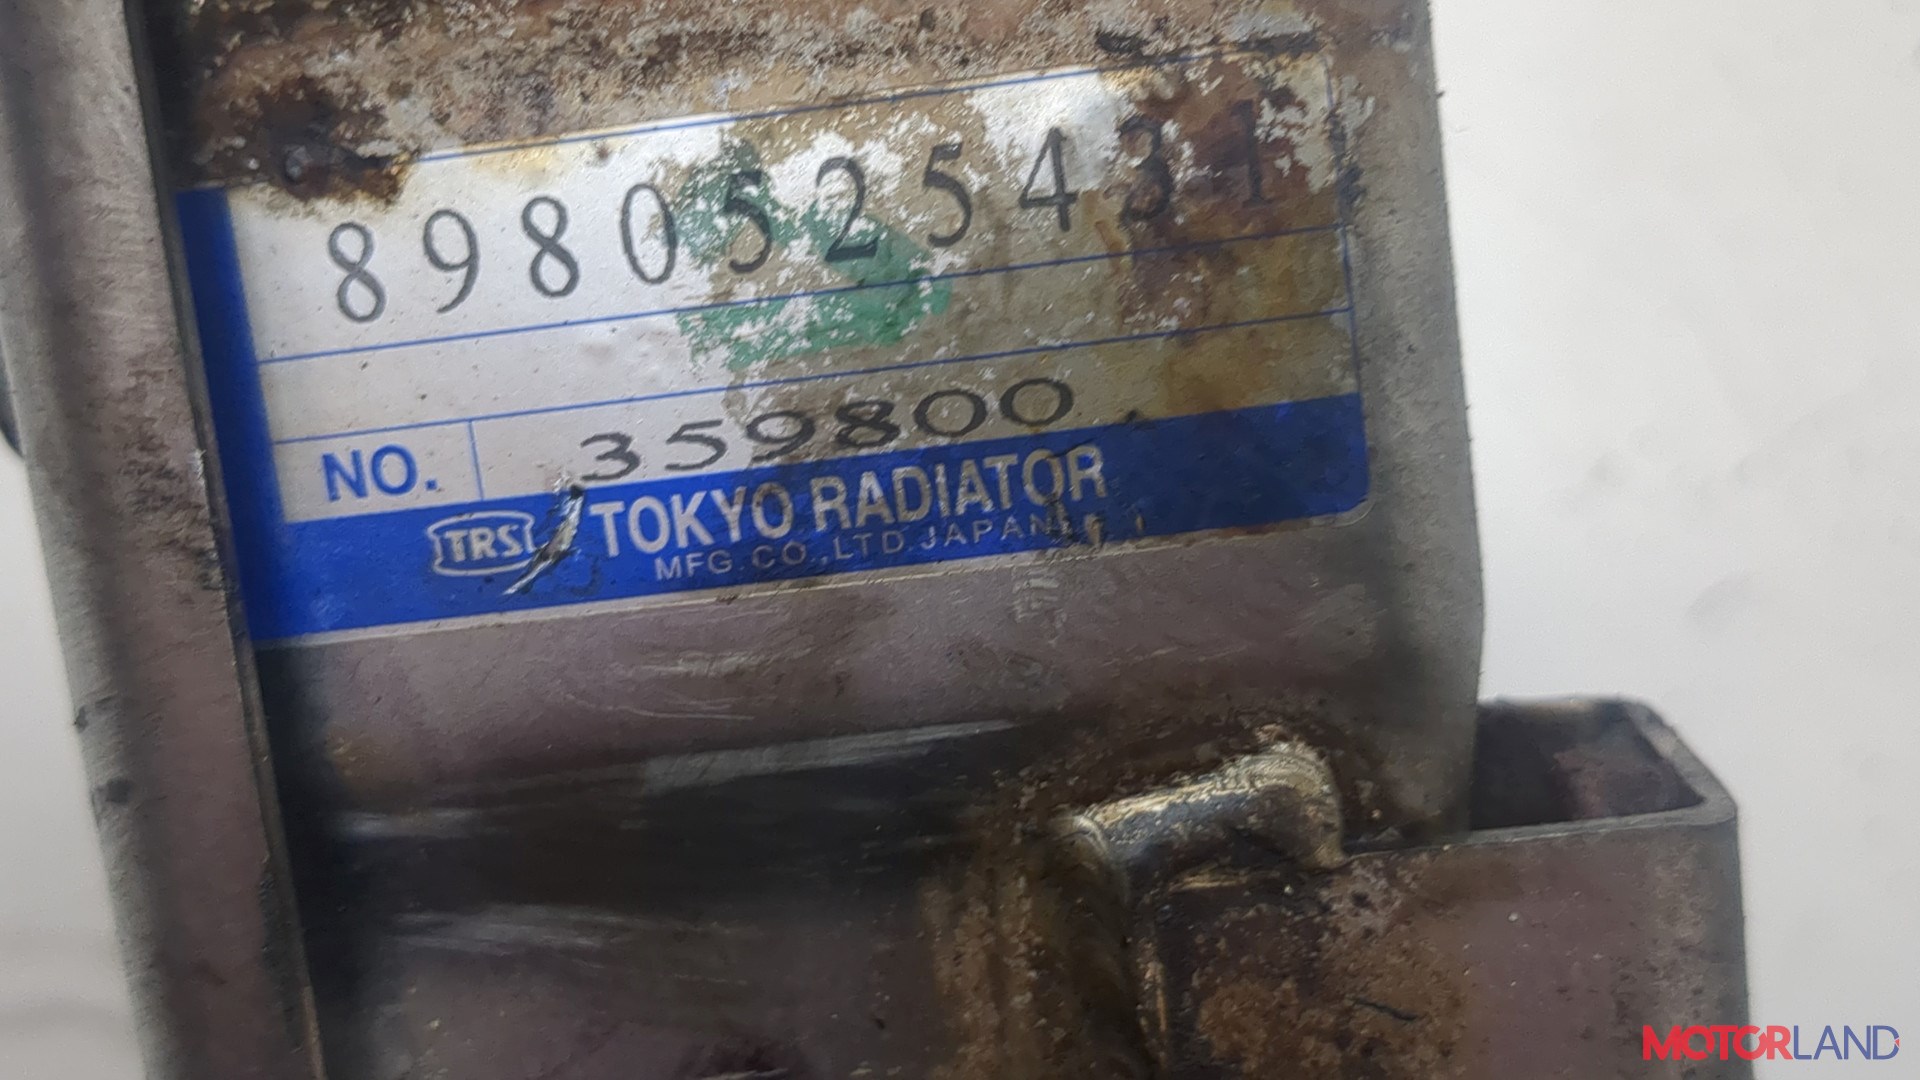 8980525431
NO. 359800
TRS TOKYO RADIATOR
MFG. CO.,LTD. JAPAN
MOTORLAND